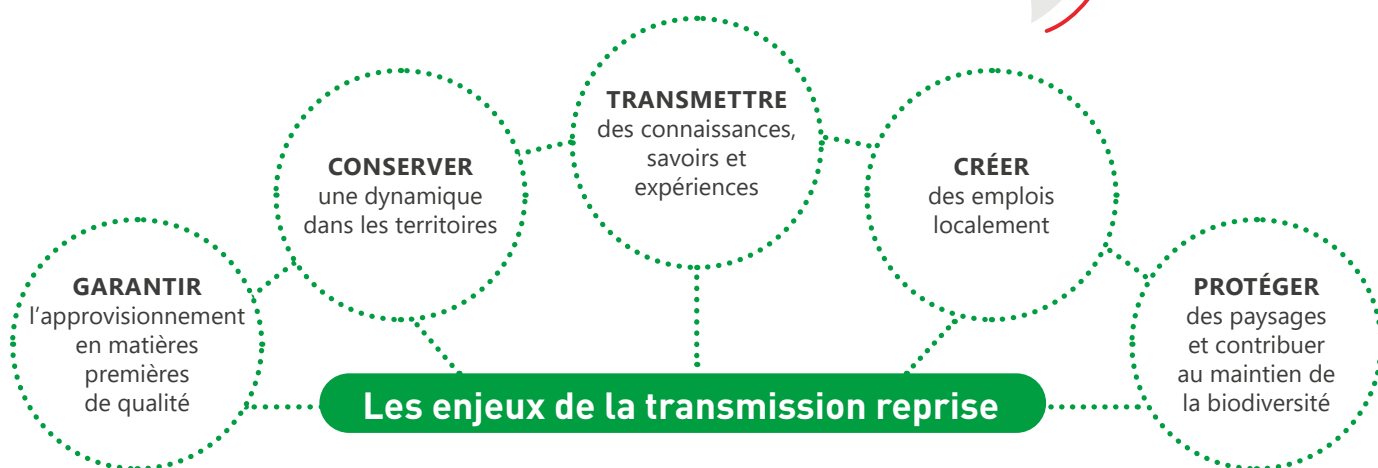 GARANTIR
l'approvisionnement
en matières
premières
de qualité
CONSERVER
une dynamique
dans les territoires
TRANSMETTRE
des connaissances,
savoirs et
expériences
CRÉER
des emplois
localement
PROTÉGER
des paysages
et contribuer
au maintien de
la biodiversité
Les enjeux de la transmission reprise